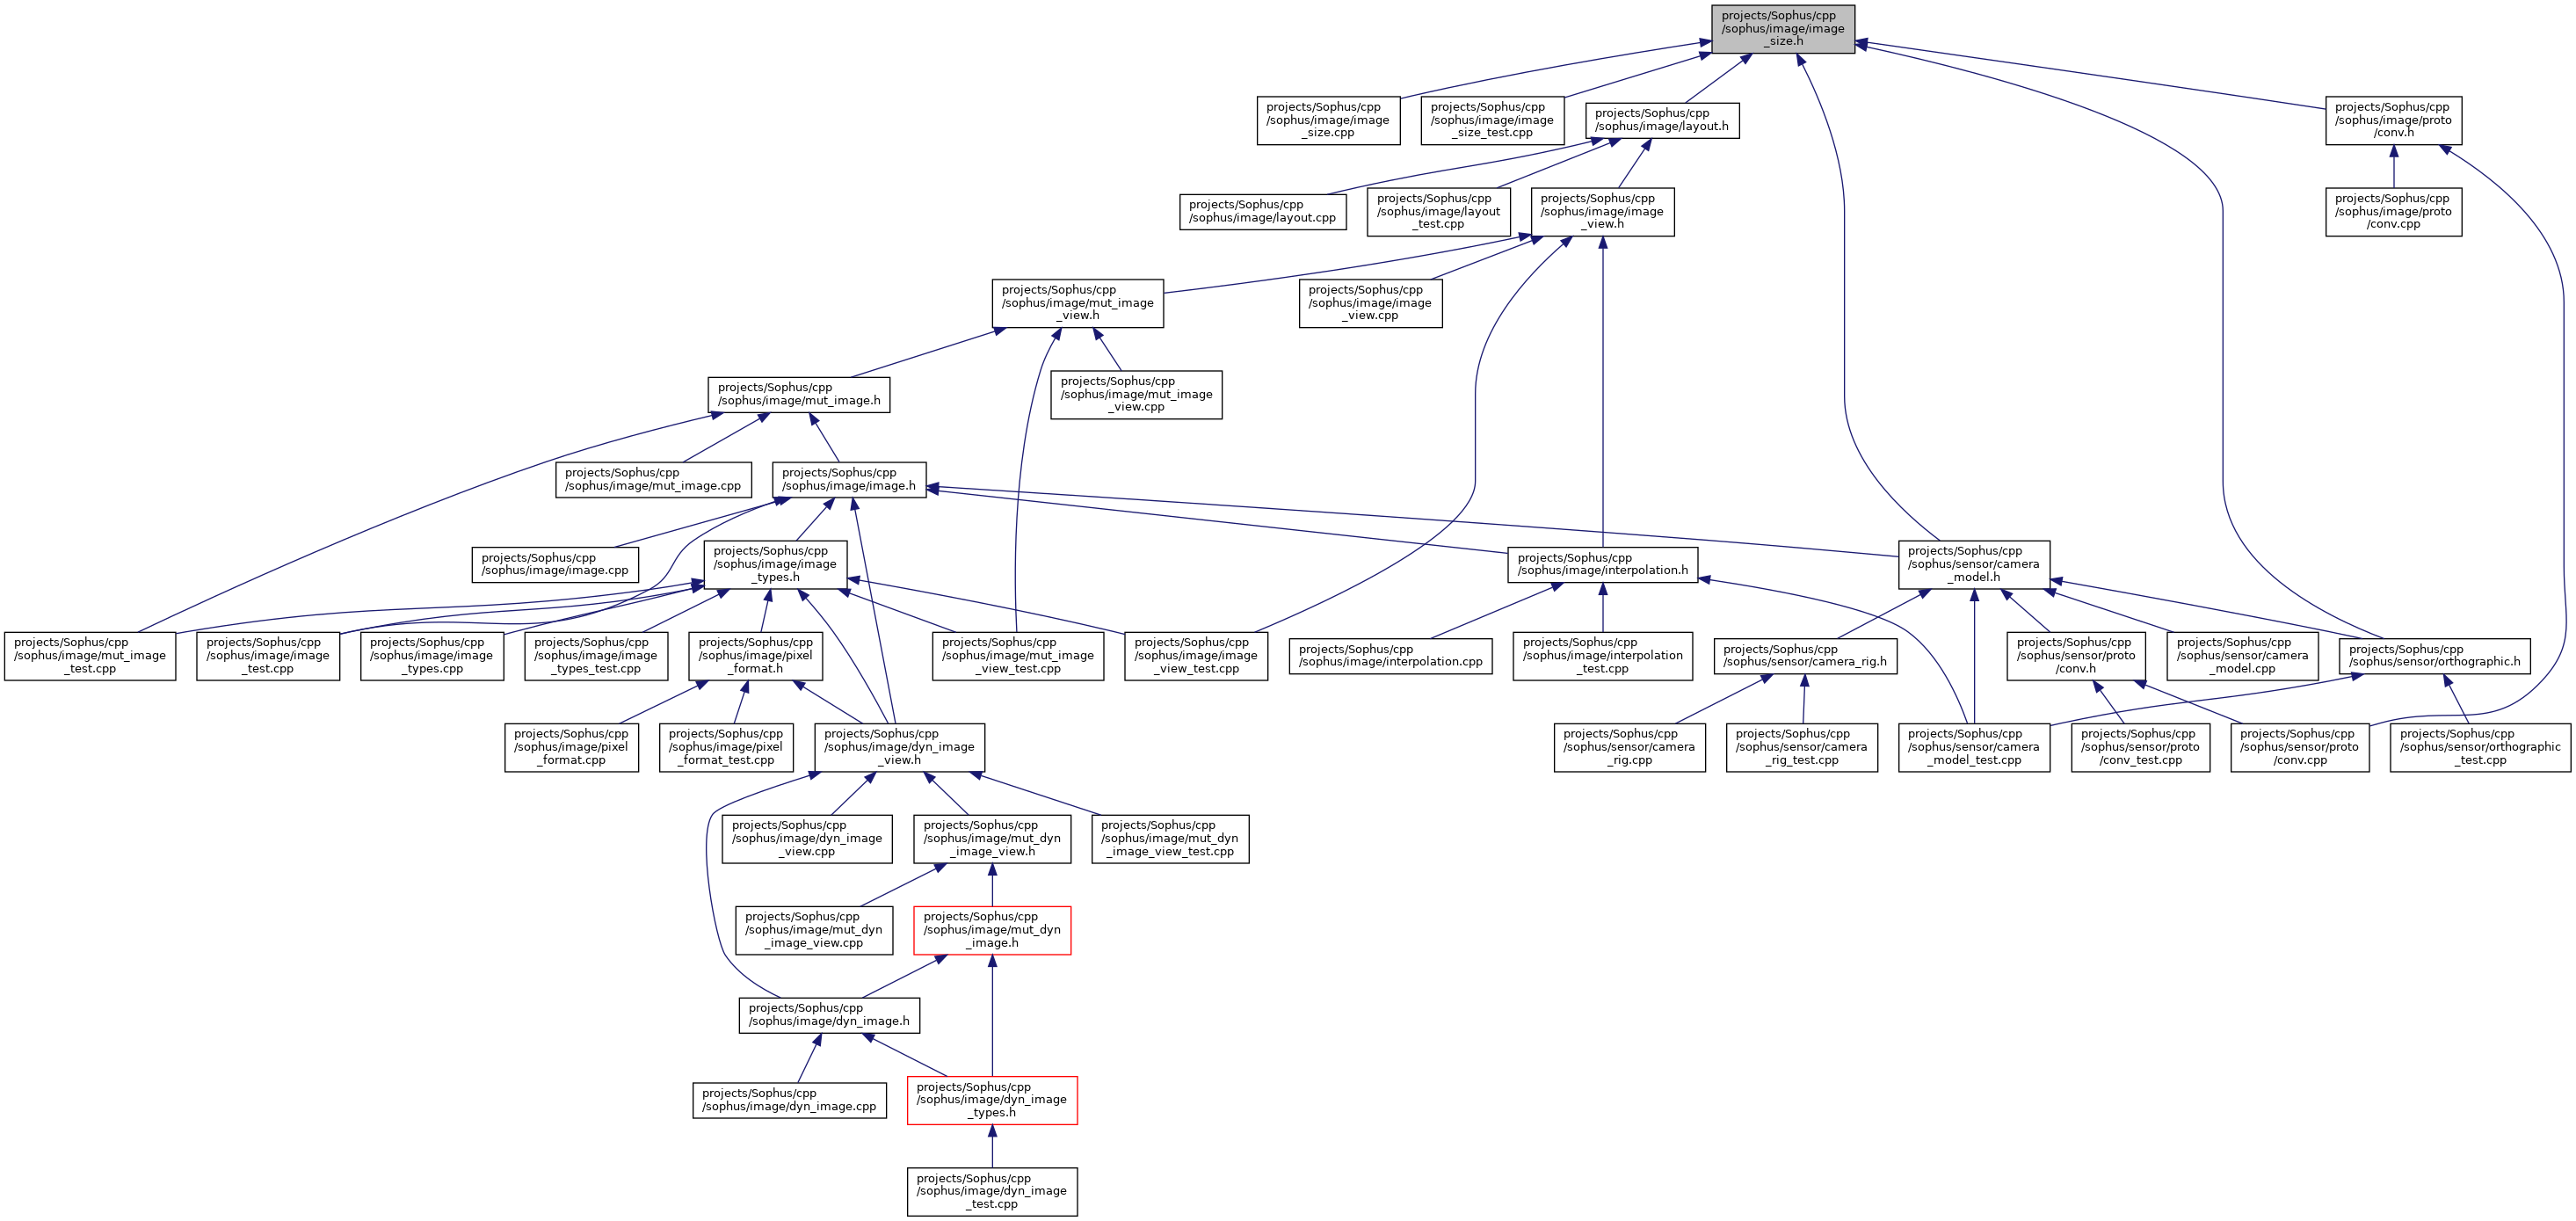 projects/Sophus/cpp
/sophus/image/image
_size.h
projects/Sophus/cpp
/sophus/image/image
_size.cpp
projects/Sophus/cpp
/sophus/image/image
_size_test.cpp
projects/Sophus/cpp
/sophus/image/layout.h
projects/Sophus/cpp
/sophus/image/proto
/conv.h
projects/Sophus/cpp
/sophus/image/layout.cpp
projects/Sophus/cpp
/sophus/image/layout
_test.cpp
projects/Sophus/cpp
/sophus/image/image
_view.h
projects/Sophus/cpp
/sophus/image/proto
/conv.cpp
projects/Sophus/cpp
/sophus/image/mut_image
_view.h
projects/Sophus/cpp
/sophus/image/image
_view.cpp
projects/Sophus/cpp
/sophus/image/mut_image.h
projects/Sophus/cpp
/sophus/image/mut_image
_view.cpp
projects/Sophus/cpp
/sophus/image/mut_image.cpp
projects/Sophus/cpp
/sophus/image/image.h
projects/Sophus/cpp
/sophus/image/image.cpp
projects/Sophus/cpp
/sophus/image/image
_types.h
projects/Sophus/cpp
/sophus/image/interpolation.h
projects/Sophus/cpp
/sophus/sensor/camera
_model.h
projects/Sophus/cpp
/sophus/image/mut_image
_test.cpp
projects/Sophus/cpp
/sophus/image/image
_test.cpp
projects/Sophus/cpp
/sophus/image/image
_types.cpp
projects/Sophus/cpp
/sophus/image/image
_types_test.cpp
projects/Sophus/cpp
/sophus/image/pixel
_format.h
projects/Sophus/cpp
/sophus/image/mut_image
_view_test.cpp
projects/Sophus/cpp
/sophus/image/image
_view_test.cpp
projects/Sophus/cpp
/sophus/image/interpolation.cpp
projects/Sophus/cpp
/sophus/image/interpolation
_test.cpp
projects/Sophus/cpp
/sophus/sensor/camera_rig.h
projects/Sophus/cpp
/sophus/sensor/proto
/conv.h
projects/Sophus/cpp
/sophus/sensor/camera
_model.cpp
projects/Sophus/cpp
/sophus/sensor/orthographic.h
projects/Sophus/cpp
/sophus/image/pixel
_format.cpp
projects/Sophus/cpp
/sophus/image/pixel
_format_test.cpp
projects/Sophus/cpp
/sophus/image/dyn_image
_view.h
projects/Sophus/cpp
/sophus/sensor/camera
_rig.cpp
projects/Sophus/cpp
/sophus/sensor/camera
_rig_test.cpp
projects/Sophus/cpp
/sophus/sensor/camera
_model_test.cpp
projects/Sophus/cpp
/sophus/sensor/proto
/conv_test.cpp
projects/Sophus/cpp
/sophus/sensor/proto
/conv.cpp
projects/Sophus/cpp
/sophus/sensor/orthographic
_test.cpp
projects/Sophus/cpp
/sophus/image/dyn_image
_view.cpp
projects/Sophus/cpp
/sophus/image/mut_dyn
_image_view.h
projects/Sophus/cpp
/sophus/image/mut_dyn
_image_view_test.cpp
projects/Sophus/cpp
/sophus/image/mut_dyn
_image_view.cpp
projects/Sophus/cpp
/sophus/image/mut_dyn
_image.h
projects/Sophus/cpp
/sophus/image/dyn_image.h
projects/Sophus/cpp
/sophus/image/dyn_image.cpp
projects/Sophus/cpp
/sophus/image/dyn_image
_types.h
projects/Sophus/cpp
/sophus/image/dyn_image
_test.cpp